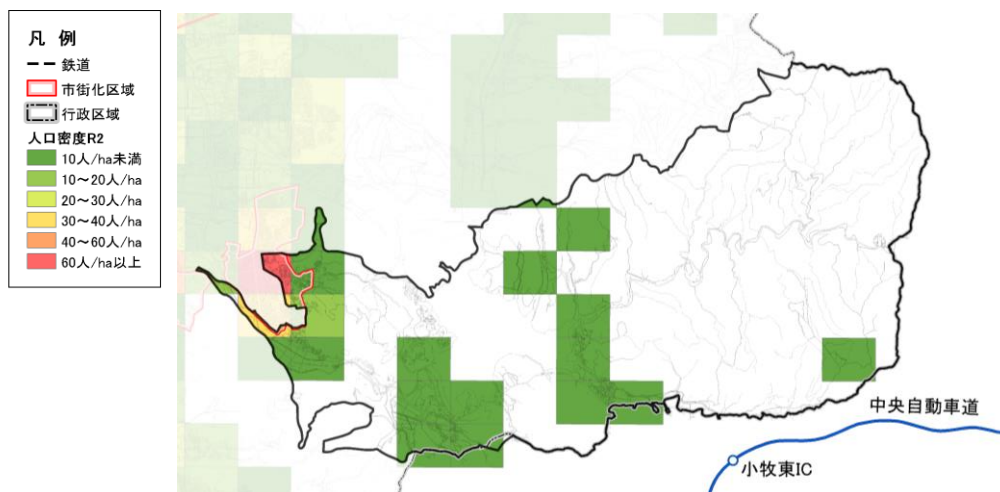 凡 例
鉄道
市街化区域
行政区域
人口密度R2
10人/ha未満
10～20人/ha
20～30人/ha
30～40人/ha
40～60人/ha
60人/ha以上
中央自動車道
小牧東IC